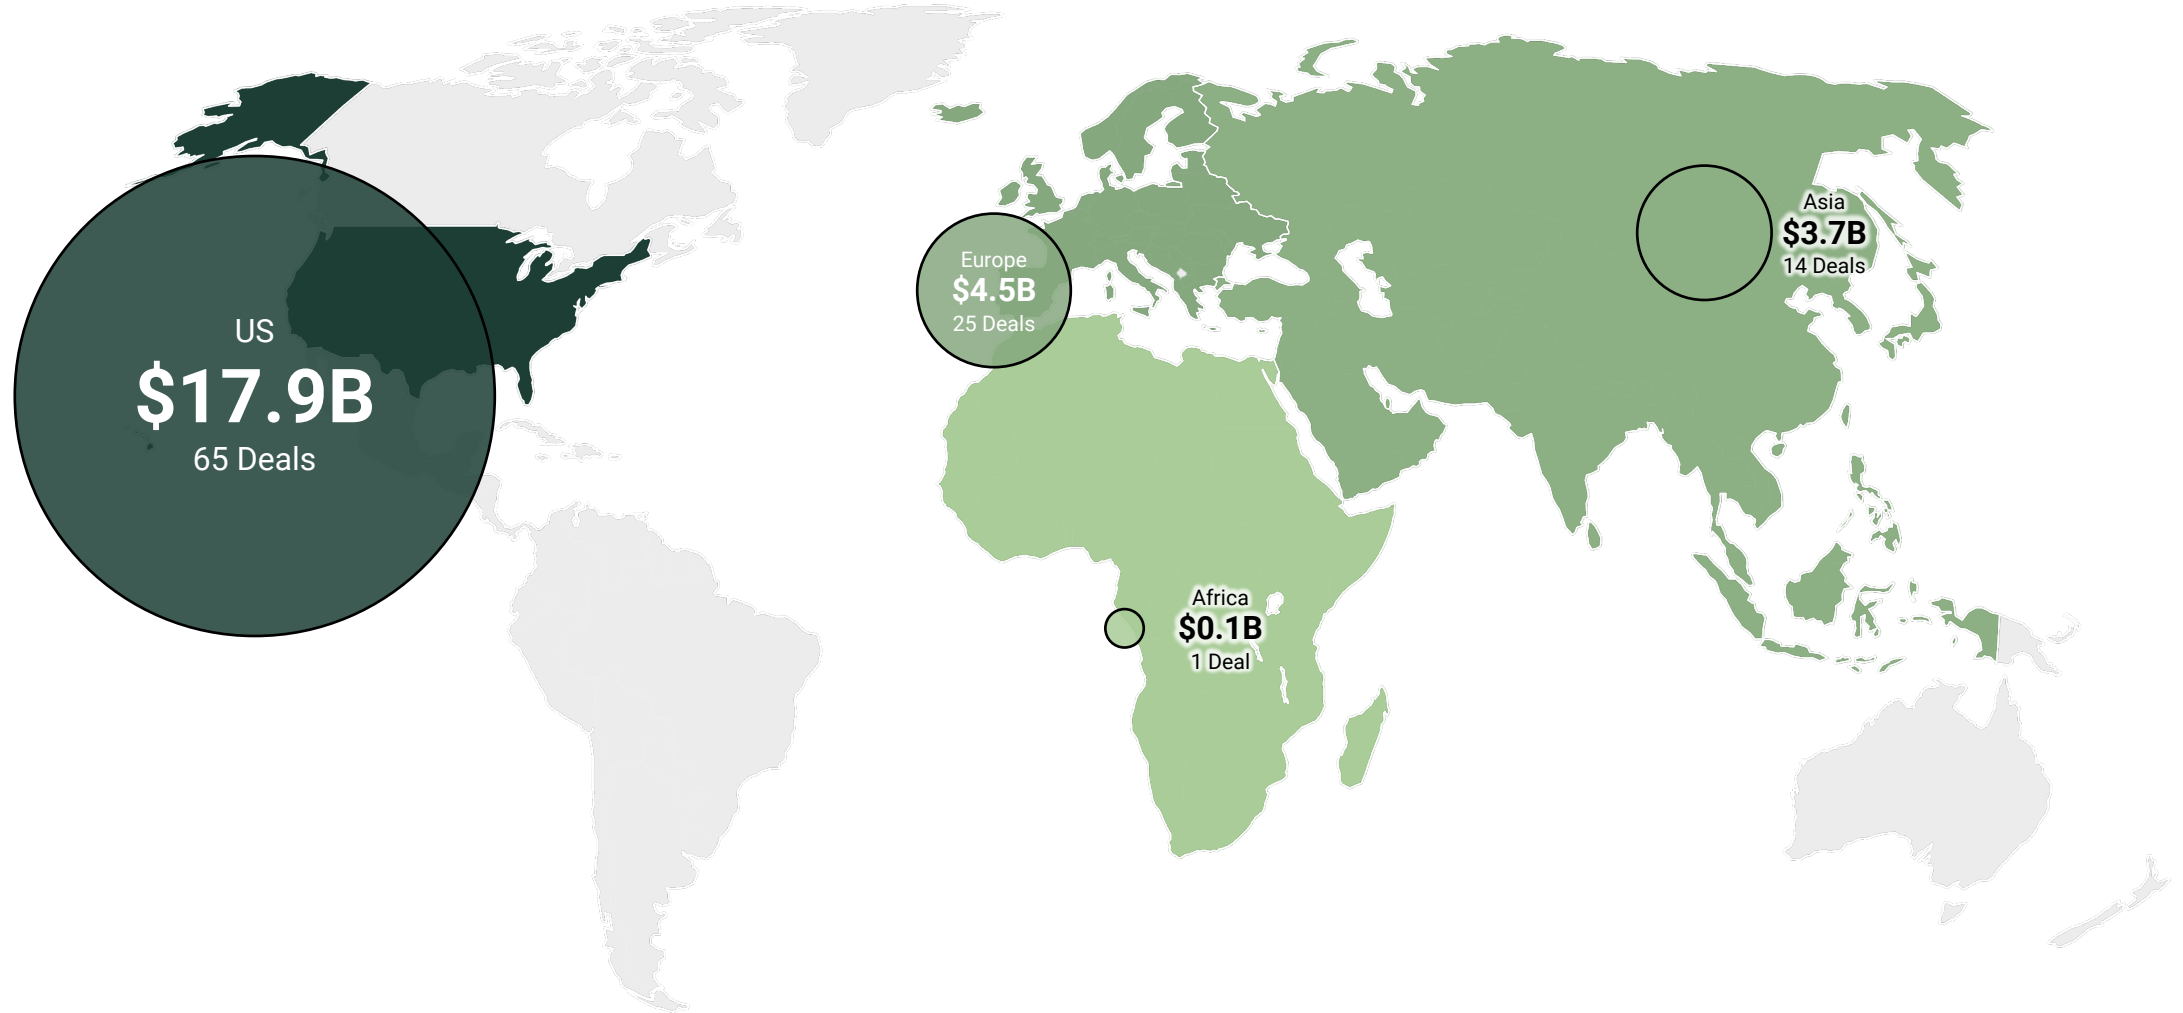 US
$17.9B
65 Deals
Europe
$4.5B
25 Deals
Asia
$3.7B
14 Deals
Africa
$0.1B
1 Deal